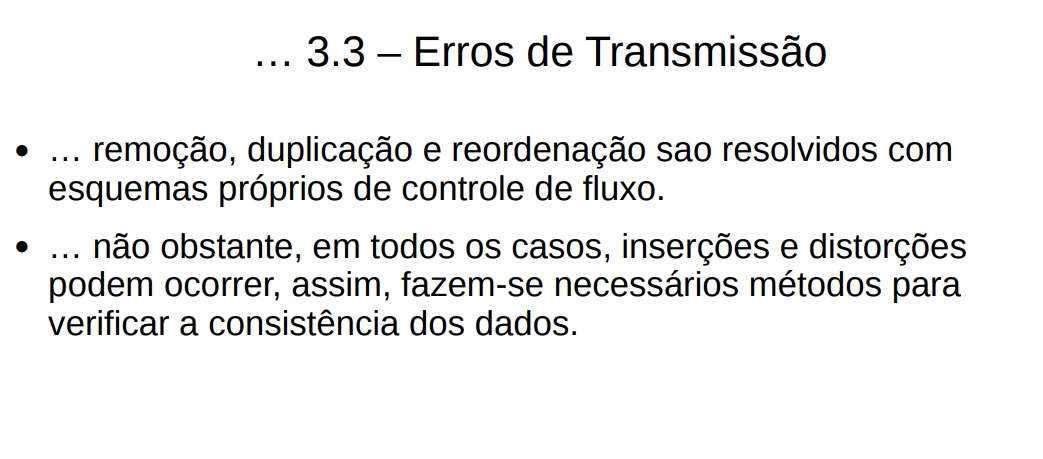 … 3.3 – Erros de Transmissão
• … remoção, duplicação e reordenação sao resolvidos com
esquemas próprios de controle de fluxo.
• … não obstante, em todos os casos, inserções e distorções
podem ocorrer, assim, fazem-se necessários métodos para
verificar a consistência dos dados.